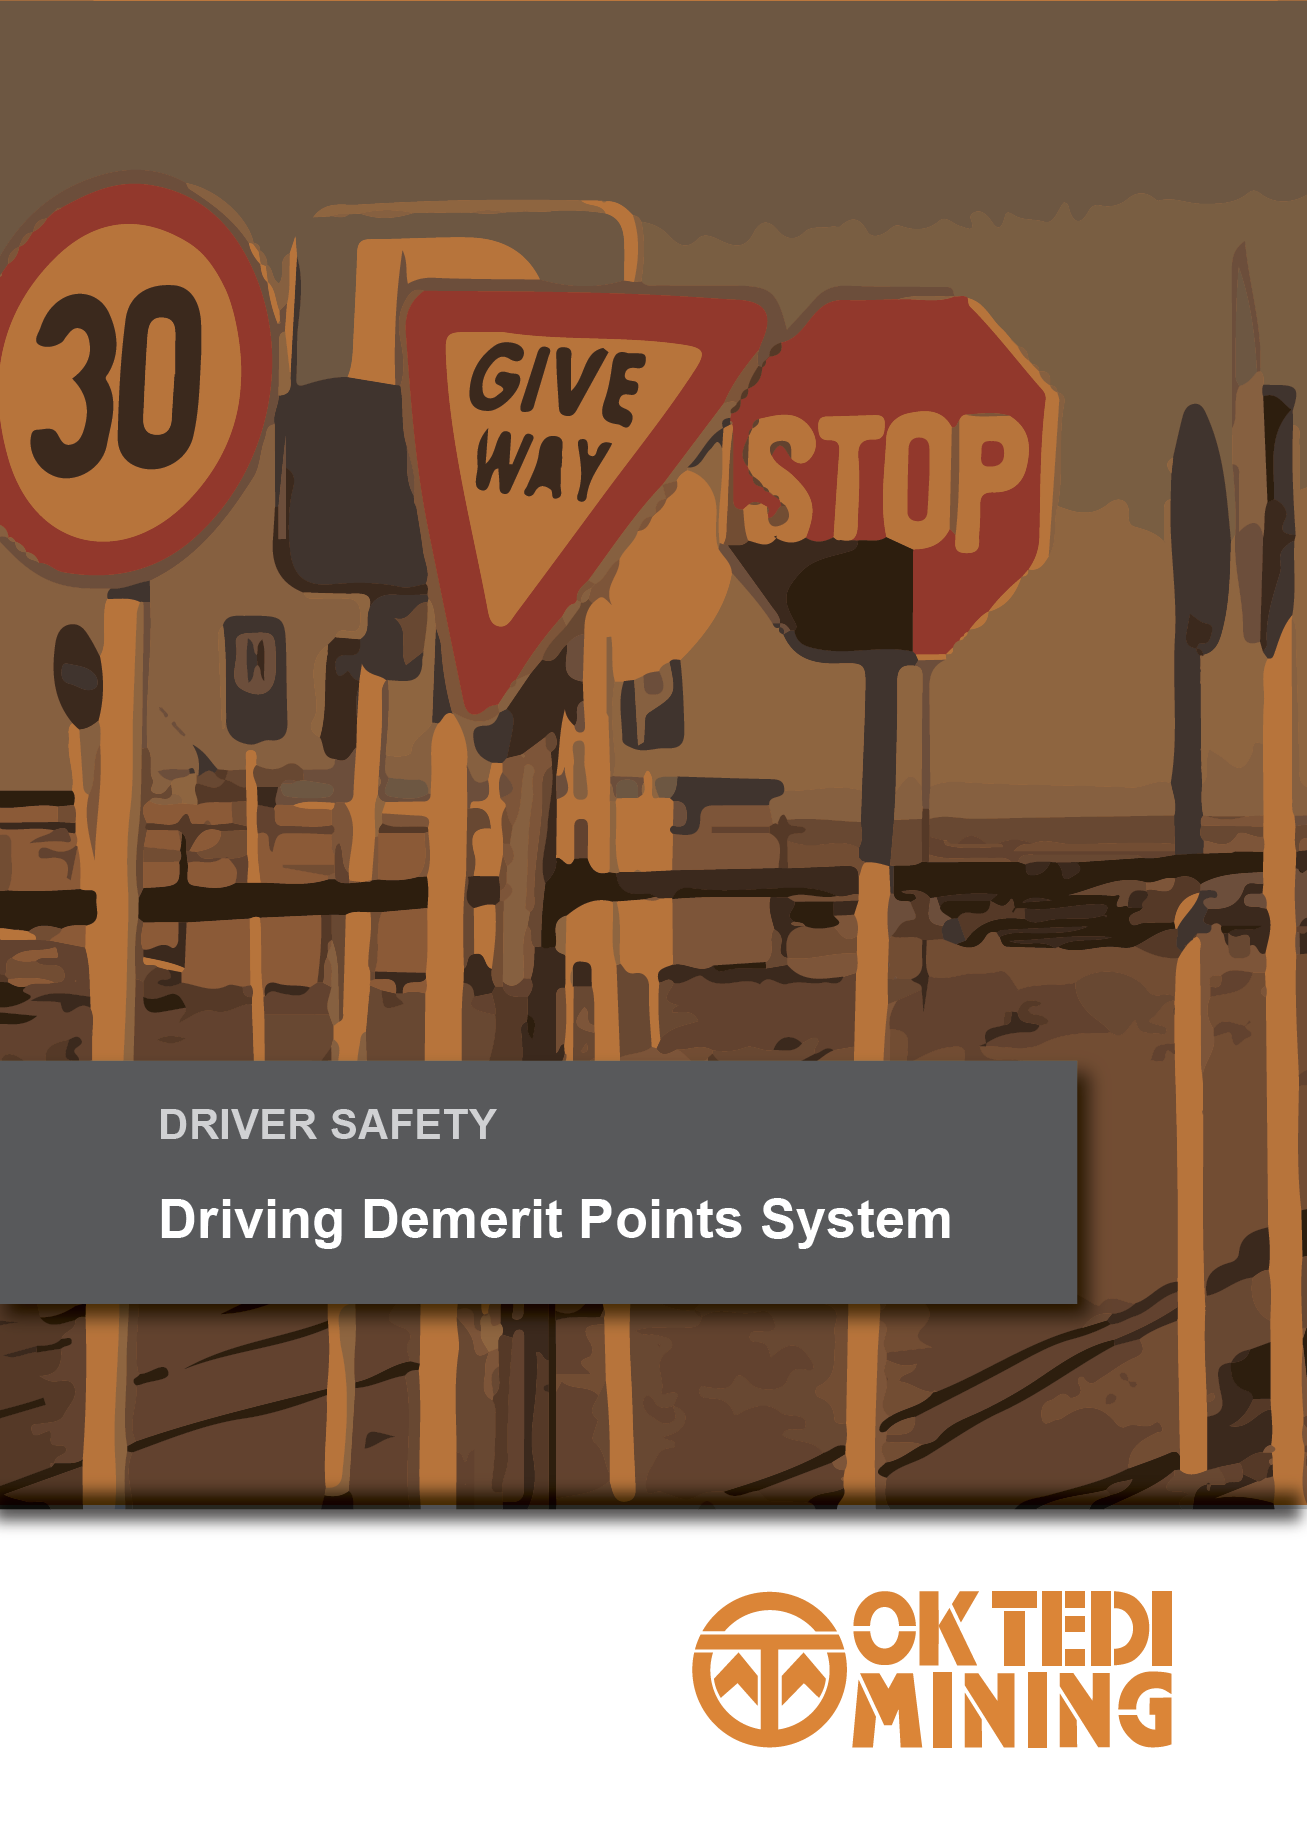 30
GIVE
WAY
STOP
P
DRIVER SAFETY
Driving Demerit Points System
OK TEDI
MINING